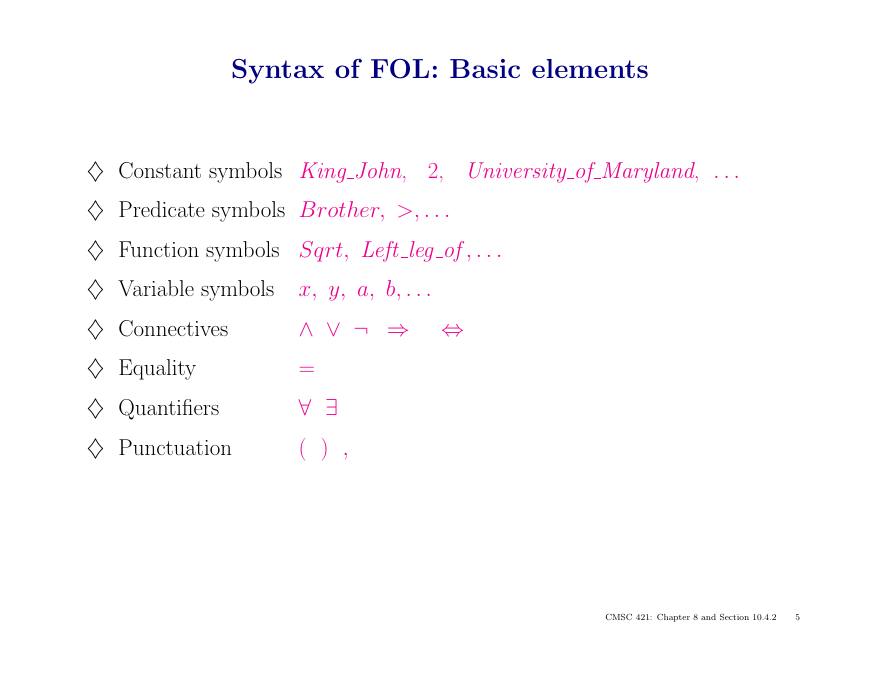 Syntax of FOL: Basic elements
♢ Constant symbols King_John, 2, University_of_Maryland, ...
♢ Predicate symbols Brother, >, ...
♢ Function symbols Sqrt, Left_leg_of, ...
♢ Variable symbols x, y, a, b, ...
♢ Connectives ∧ ∨ ¬ ⇒ ⇔
♢ Equality =
♢ Quantifiers ∀ ∃
♢ Punctuation ( ) ,
CMSC 421: Chapter 8 and Section 10.4.2 5